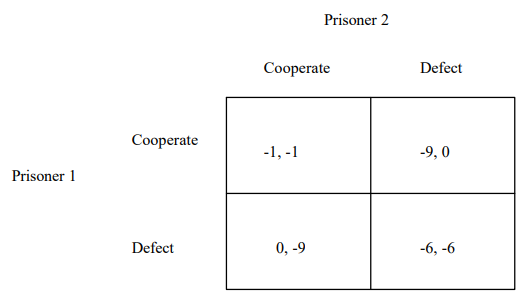 Prisoner 2
Cooperate Defect
Cooperate
-1, -1 -9, 0
Prisoner 1
Defect 0, -9 -6, -6